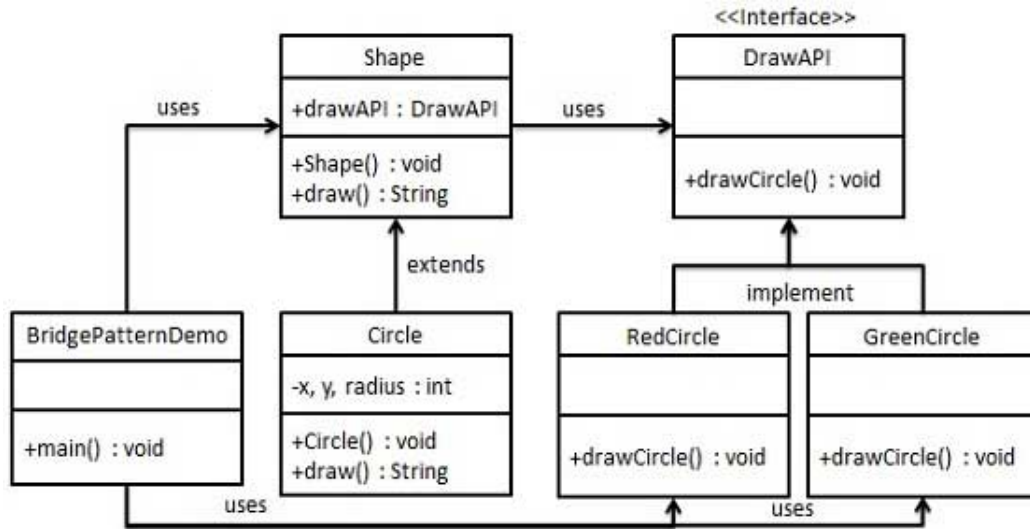 <<Interface>>
Shape
DrawAPI
+drawAPI : DrawAPI
uses
uses
+Shape() : void
+draw() : String
+drawCircle() : void
extends
implement
BridgePatternDemo
Circle
RedCircle
GreenCircle
-x, y, radius : int
+main() : void
+Circle() : void
+draw() : String
+drawCircle() : void
+drawCircle() : void
uses
uses